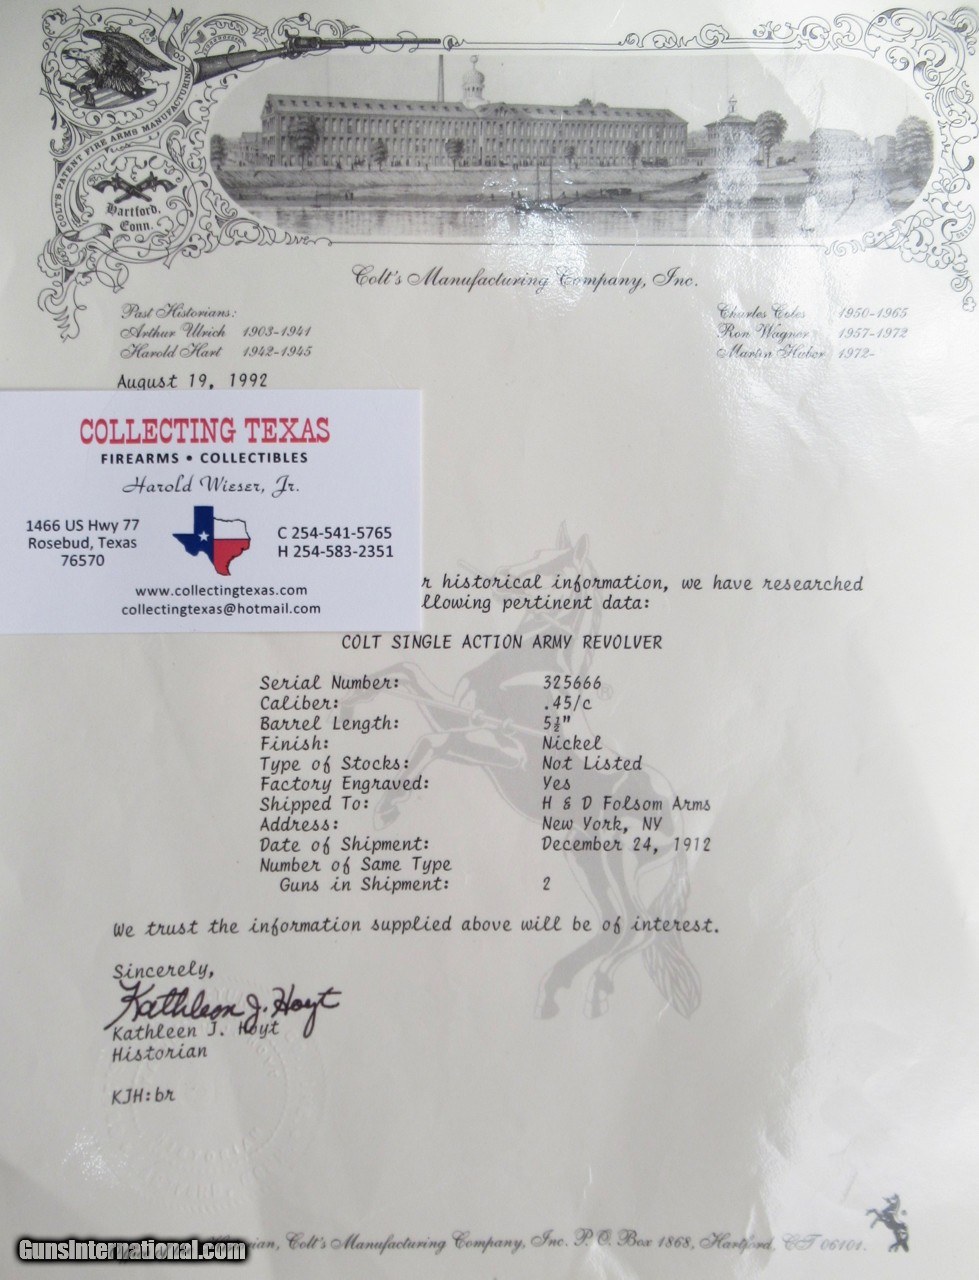 COLT'S PATENT FIRE ARMS MANUFACTURING
Hartford,
Conn.
Colt's Manufacturing Company, Inc.
Past Historians:
Arthur Ulrich 1903-1941
Harold Hart 1942-1945
Charles Coles 1950-1965
Ron Wagner 1957-1972
Martin Huber 1972-
August 19, 1992
COLLECTING TEXAS
FIREARMS • COLLECTIBLES
Harold Wieser, Jr.
1466 US Hwy 77
Rosebud, Texas
76570
C 254-541-5765
H 254-583-2351
www.collectingtexas.com
collectingtexas@hotmail.com
r historical information, we have researched
llowing pertinent data:
COLT SINGLE ACTION ARMY REVOLVER
Serial Number: 325666
Caliber: .45/c
Barrel Length: 5½"
Finish: Nickel
Type of Stocks: Not Listed
Factory Engraved: Yes
Shipped To: H & D Folsom Arms
Address: New York, NY
Date of Shipment: December 24, 1912
Number of Same Type
Guns in Shipment: 2
We trust the information supplied above will be of interest.
Sincerely,
Kathleen J. Hoyt
Kathleen J. Hoyt
Historian
KJH:br
GunsInternational.com
rian, Colt's Manufacturing Company, Inc. P.O. Box 1868, Hartford, CT 06101.